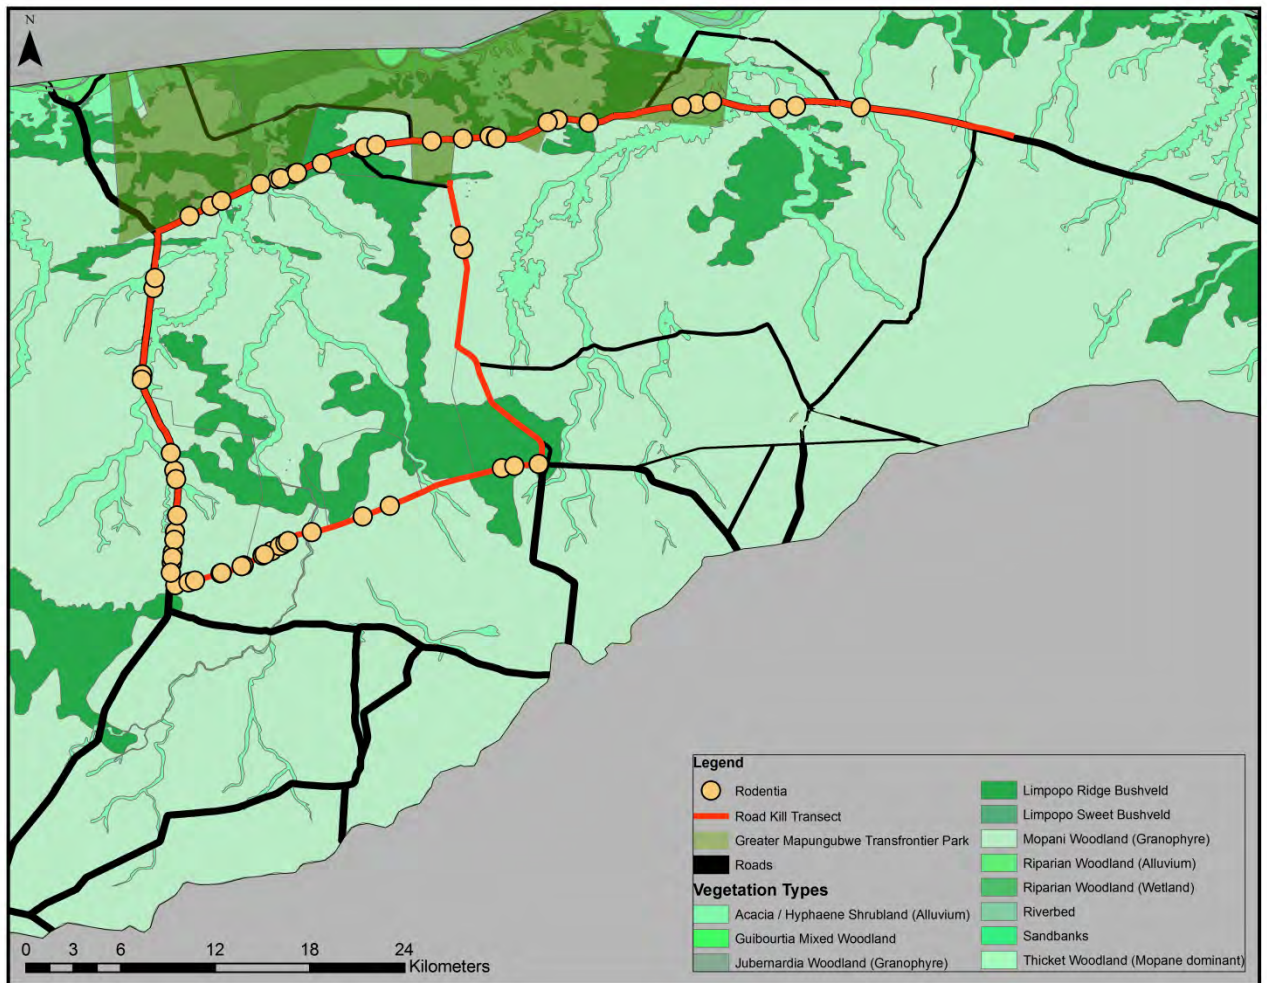 N
Legend
Rodentia
Road Kill Transect
Greater Mapungubwe Transfrontier Park
Roads
Vegetation Types
Acacia / Hyphaene Shrubland (Alluvium)
Guibourtia Mixed Woodland
Jubernardia Woodland (Granophyre)
Limpopo Ridge Bushveld
Limpopo Sweet Bushveld
Mopani Woodland (Granophyre)
Riparian Woodland (Alluvium)
Riparian Woodland (Wetland)
Riverbed
Sandbanks
Thicket Woodland (Mopane dominant)
0 3 6 12 18 24
Kilometers